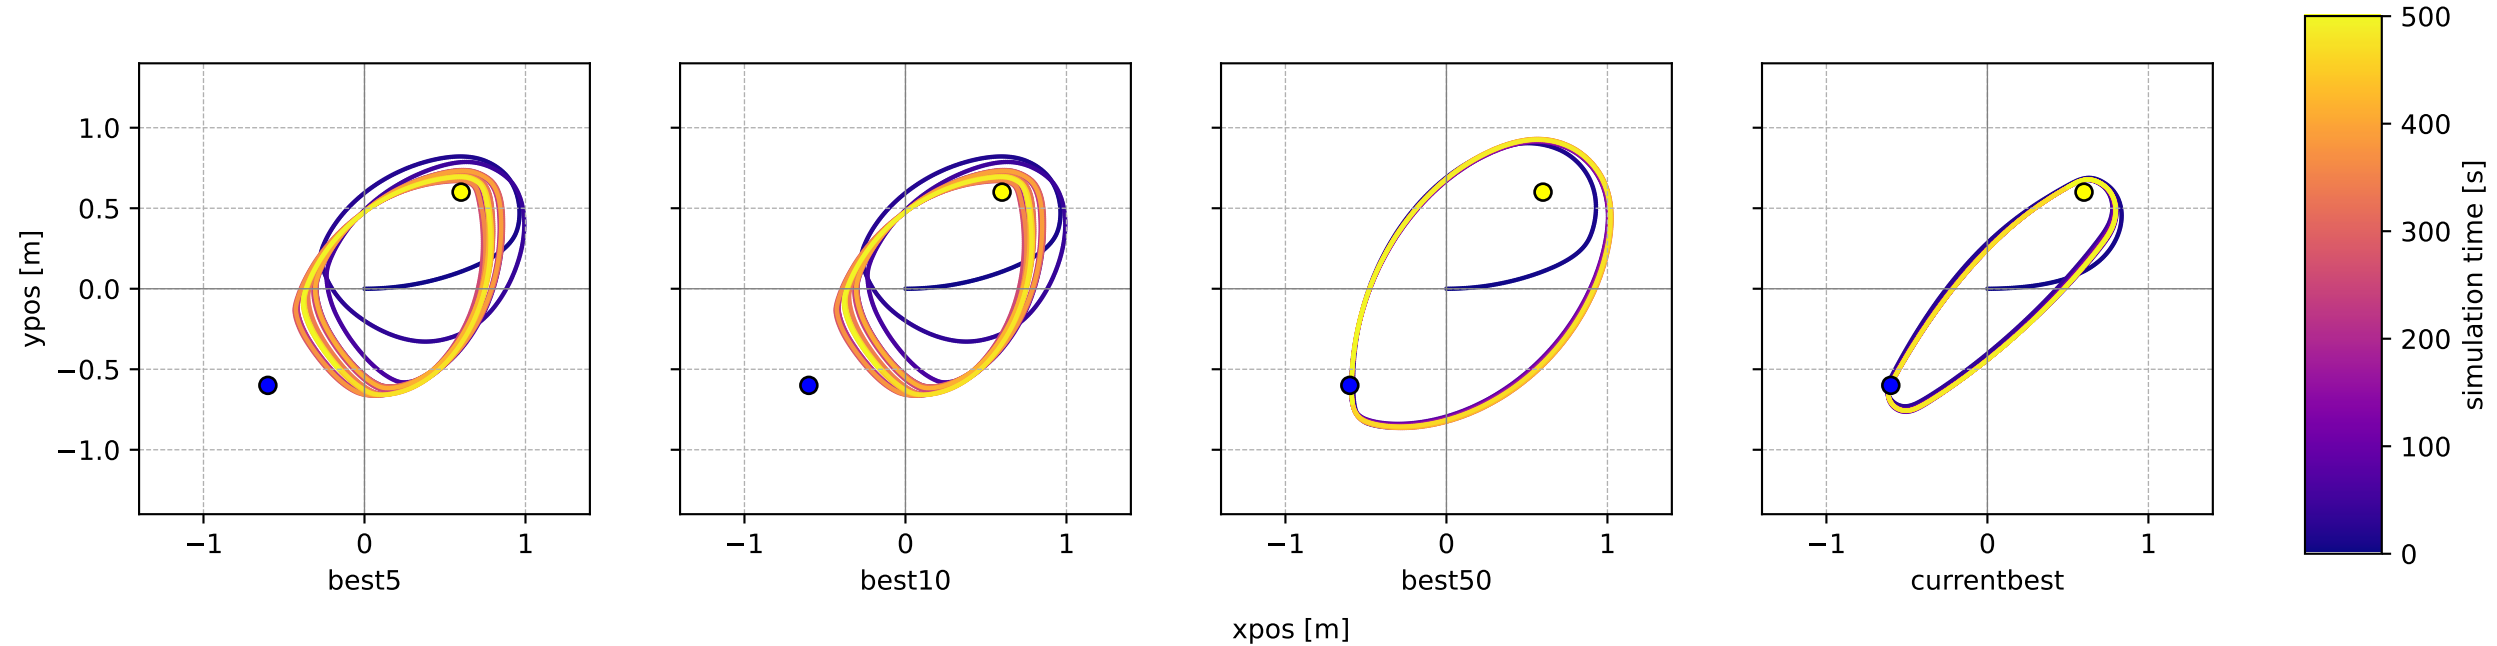 ypos [m]
1.0
0.5
0.0
−0.5
−1.0
−1 0 1
best5
−1 0 1
best10
−1 0 1
best50
−1 0 1
currentbest
xpos [m]
500
400
300
200
100
0
simulation time [s]